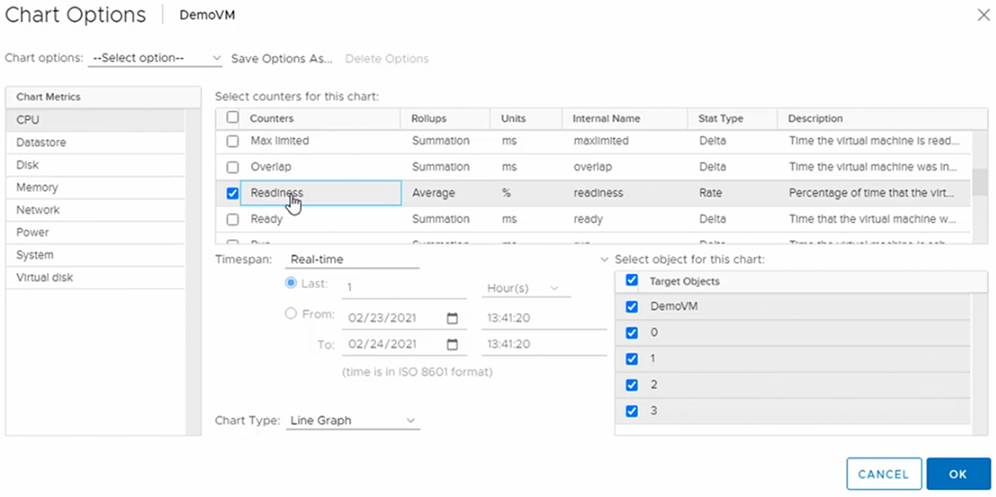 Chart Options | DemoVM
Chart options: --Select option-- Save Options As... Delete Options
Chart Metrics
CPU
Datastore
Disk
Memory
Network
Power
System
Virtual disk
Select counters for this chart:
Counters Rollups Units Internal Name Stat Type Description
Max limited Summation ms maxlimited Delta Time the virtual machine is read...
Overlap Summation ms overlap Delta Time the virtual machine was in...
Readiness Average % readiness Rate Percentage of time that the virt...
Ready Summation ms ready Delta Time that the virtual machine w...
Timespan: Real-time
Last: 1 Hour(s)
From: 02/23/2021 13:41:20
To: 02/24/2021 13:41:20
(time is in ISO 8601 format)
Chart Type: Line Graph
Select object for this chart:
Target Objects
DemoVM
0
1
2
3
CANCEL OK